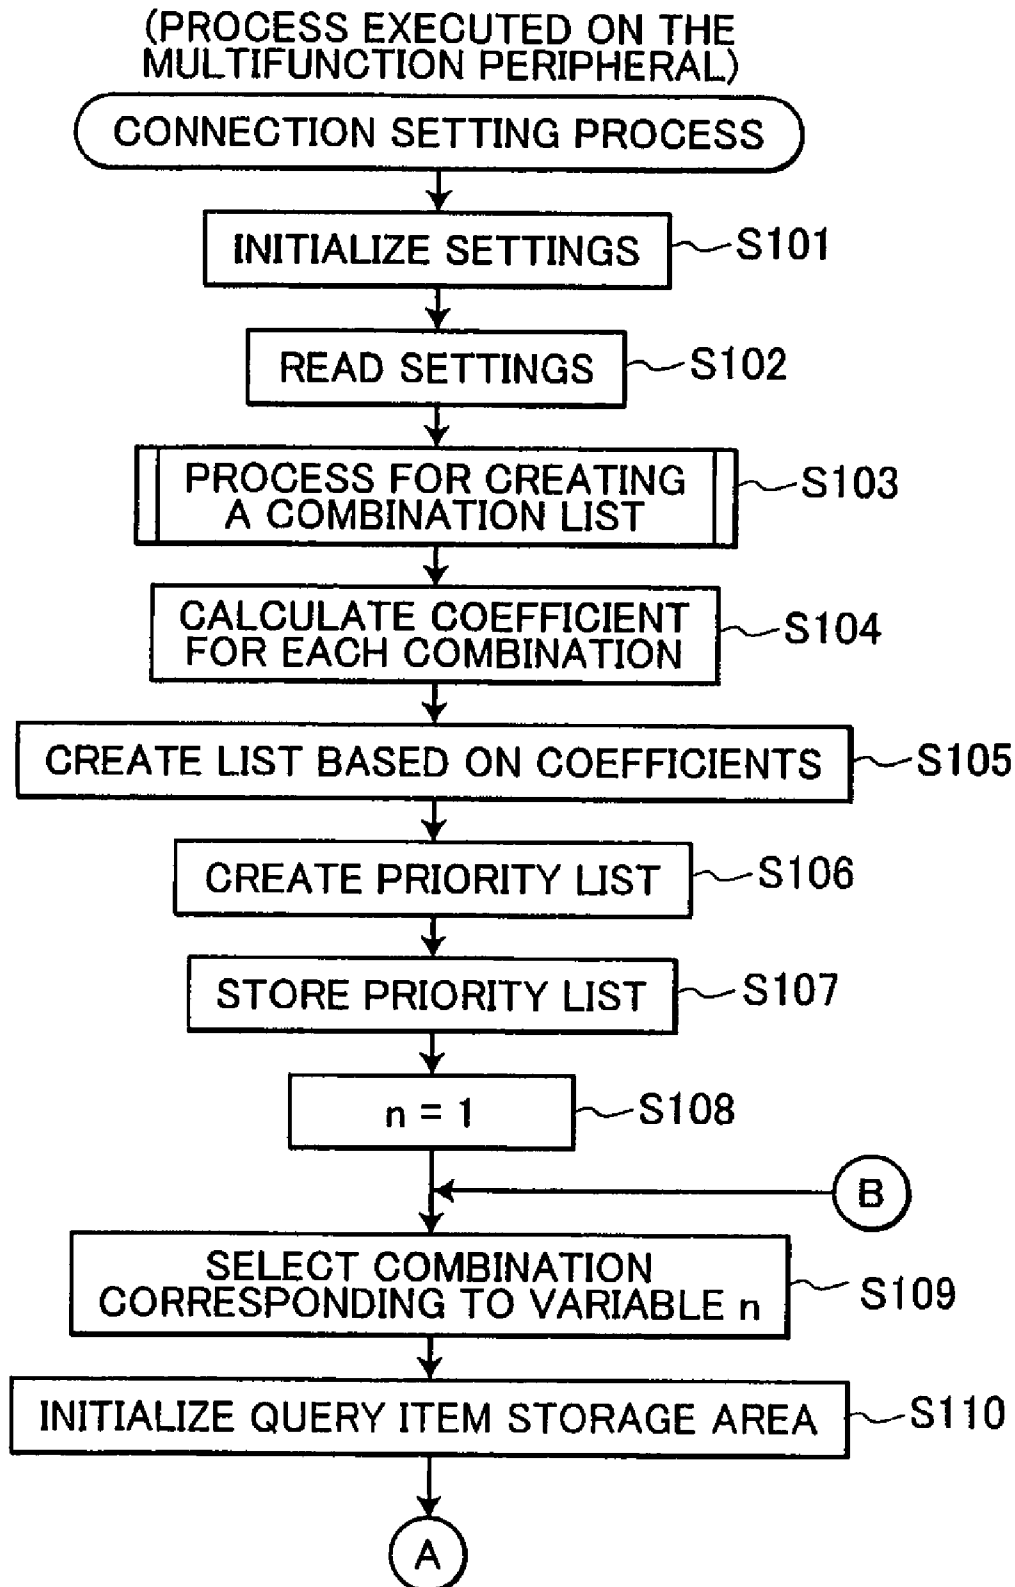 (PROCESS EXECUTED ON THE
MULTIFUNCTION PERIPHERAL)
CONNECTION SETTING PROCESS
INITIALIZE SETTINGS
S101
READ SETTINGS
S102
PROCESS FOR CREATING
A COMBINATION LIST
S103
CALCULATE COEFFICIENT
FOR EACH COMBINATION
S104
CREATE LIST BASED ON COEFFICIENTS
S105
CREATE PRIORITY LIST
S106
STORE PRIORITY LIST
S107
n = 1
S108
B
SELECT COMBINATION
CORRESPONDING TO VARIABLE n
S109
INITIALIZE QUERY ITEM STORAGE AREA
S110
A